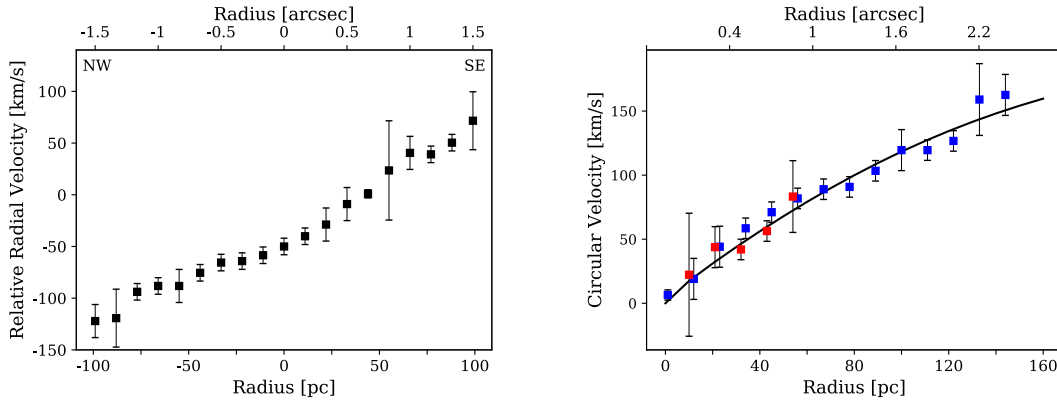 Radius [arcsec]
-1.5 -1 -0.5 0 0.5 1 1.5
NW SE
100
50
0
-50
-100
-150
Relative Radial Velocity [km/s]
-100 -50 0 50 100
Radius [pc]
Radius [arcsec]
0.4 1 1.6 2.2
150
100
50
0
Circular Velocity [km/s]
0 40 80 120 160
Radius [pc]